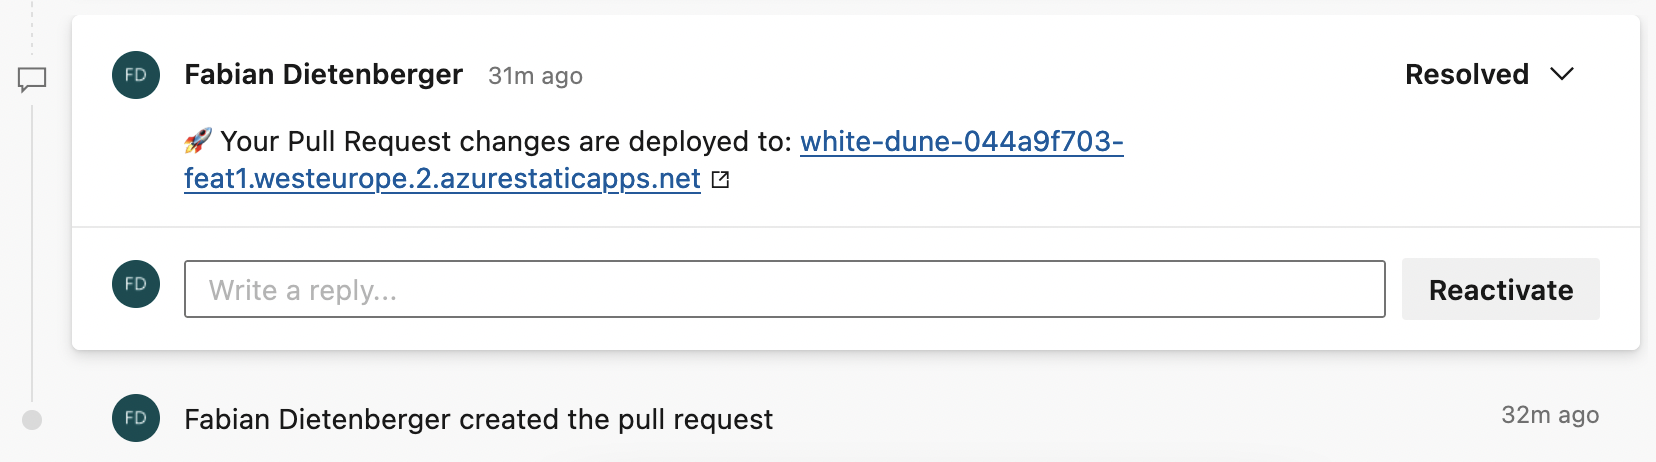 FD Fabian Dietenberger 31m ago Resolved
🚀 Your Pull Request changes are deployed to: white-dune-044a9f703-
feat1.westeurope.2.azurestaticapps.net
FD Write a reply... Reactivate
FD Fabian Dietenberger created the pull request 32m ago